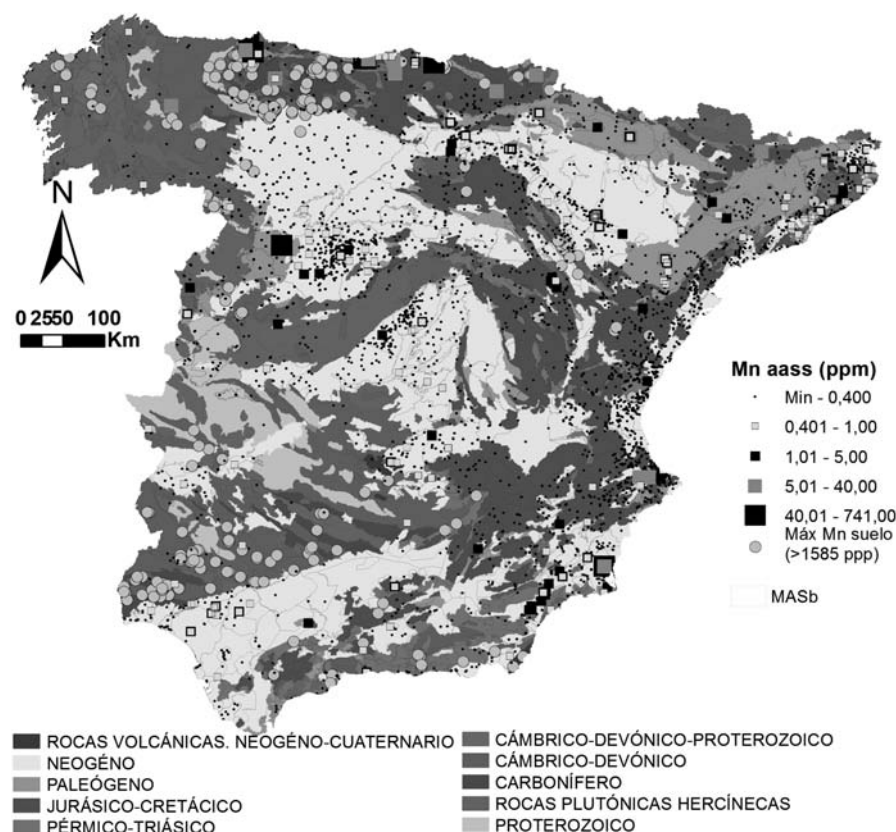 N
0 2550 100
Km
Mn aass (ppm)
Min - 0,400
0,401 - 1,00
1,01 - 5,00
5,01 - 40,00
40,01 - 741,00
Máx Mn suelo
(>1585 ppp)
MASb
ROCAS VOLCÁNICAS. NEOGÉNO-CUATERNARIO
NEOGÉNO
PALEÓGENO
JURÁSICO-CRETÁCICO
PÉRMICO-TRIÁSICO
CÁMBRICO-DEVÓNICO-PROTEROZOICO
CÁMBRICO-DEVÓNICO
CARBONÍFERO
ROCAS PLUTÓNICAS HERCÍNECAS
PROTEROZOICO